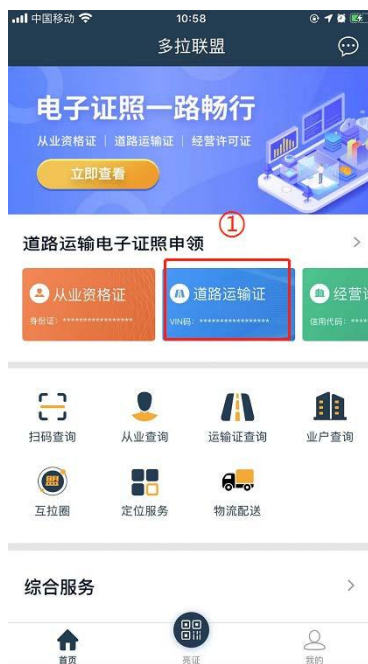 中国移动 10:58
多拉联盟
电子证照一路畅行
从业资格证 | 道路运输证 | 经营许可证
立即查看
①
道路运输电子证照申领 >
从业资格证 道路运输证 经营
身份证: **************** VIN码: ***************** 信用代码: ****
扫码查询 从业查询 运输证查询 业户查询
互拉圈 定位服务 物流配送
综合服务 >
首页 亮证 我的